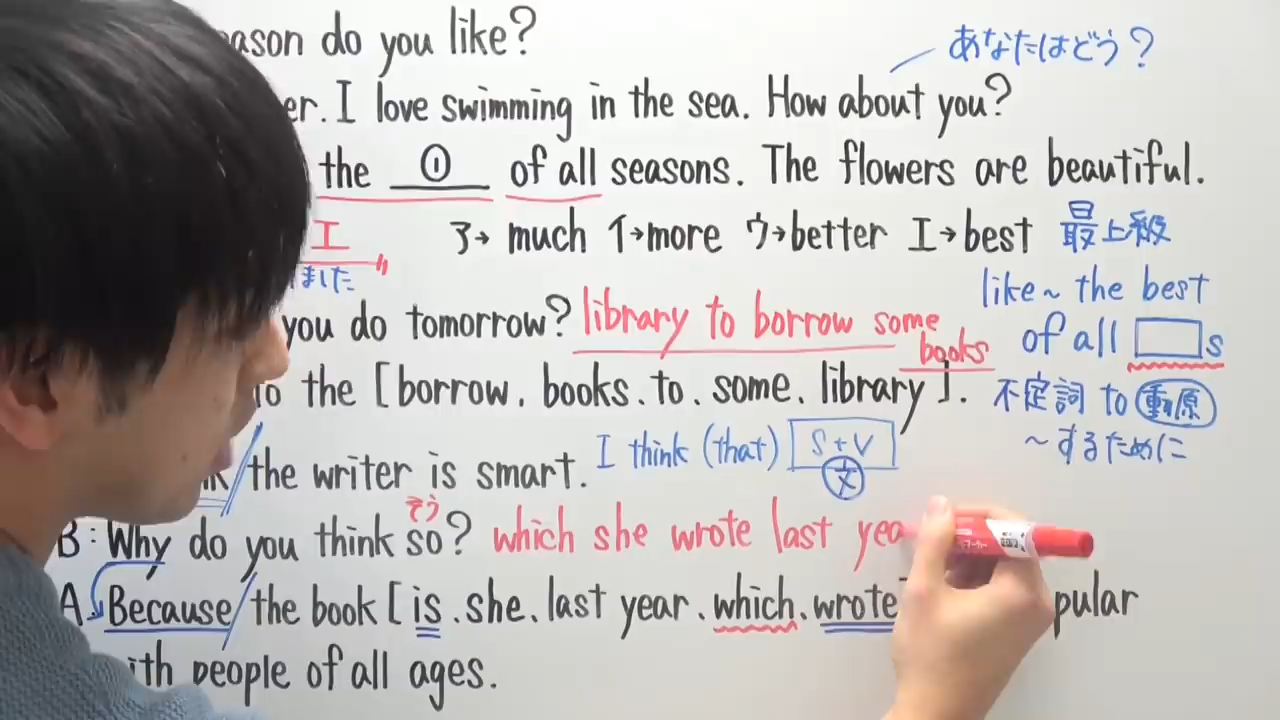 ason do you like?
あなたはどう?
er. I love swimming in the sea. How about you?
the ① of all seasons. The flowers are beautiful.
エ ア→ much イ→more ウ→better エ→best 最上級
ました
like~ the best
you do tomorrow? library to borrow some books
of all □s
to the [borrow. books. to. some. library].
不定詞 to 動原
~するために
the writer is smart. I think (that) S+V
文
そう
B: Why do you think so? which she wrote last yea
A Because the book [is. she. last year. which. wrote pular
ith people of all ages.